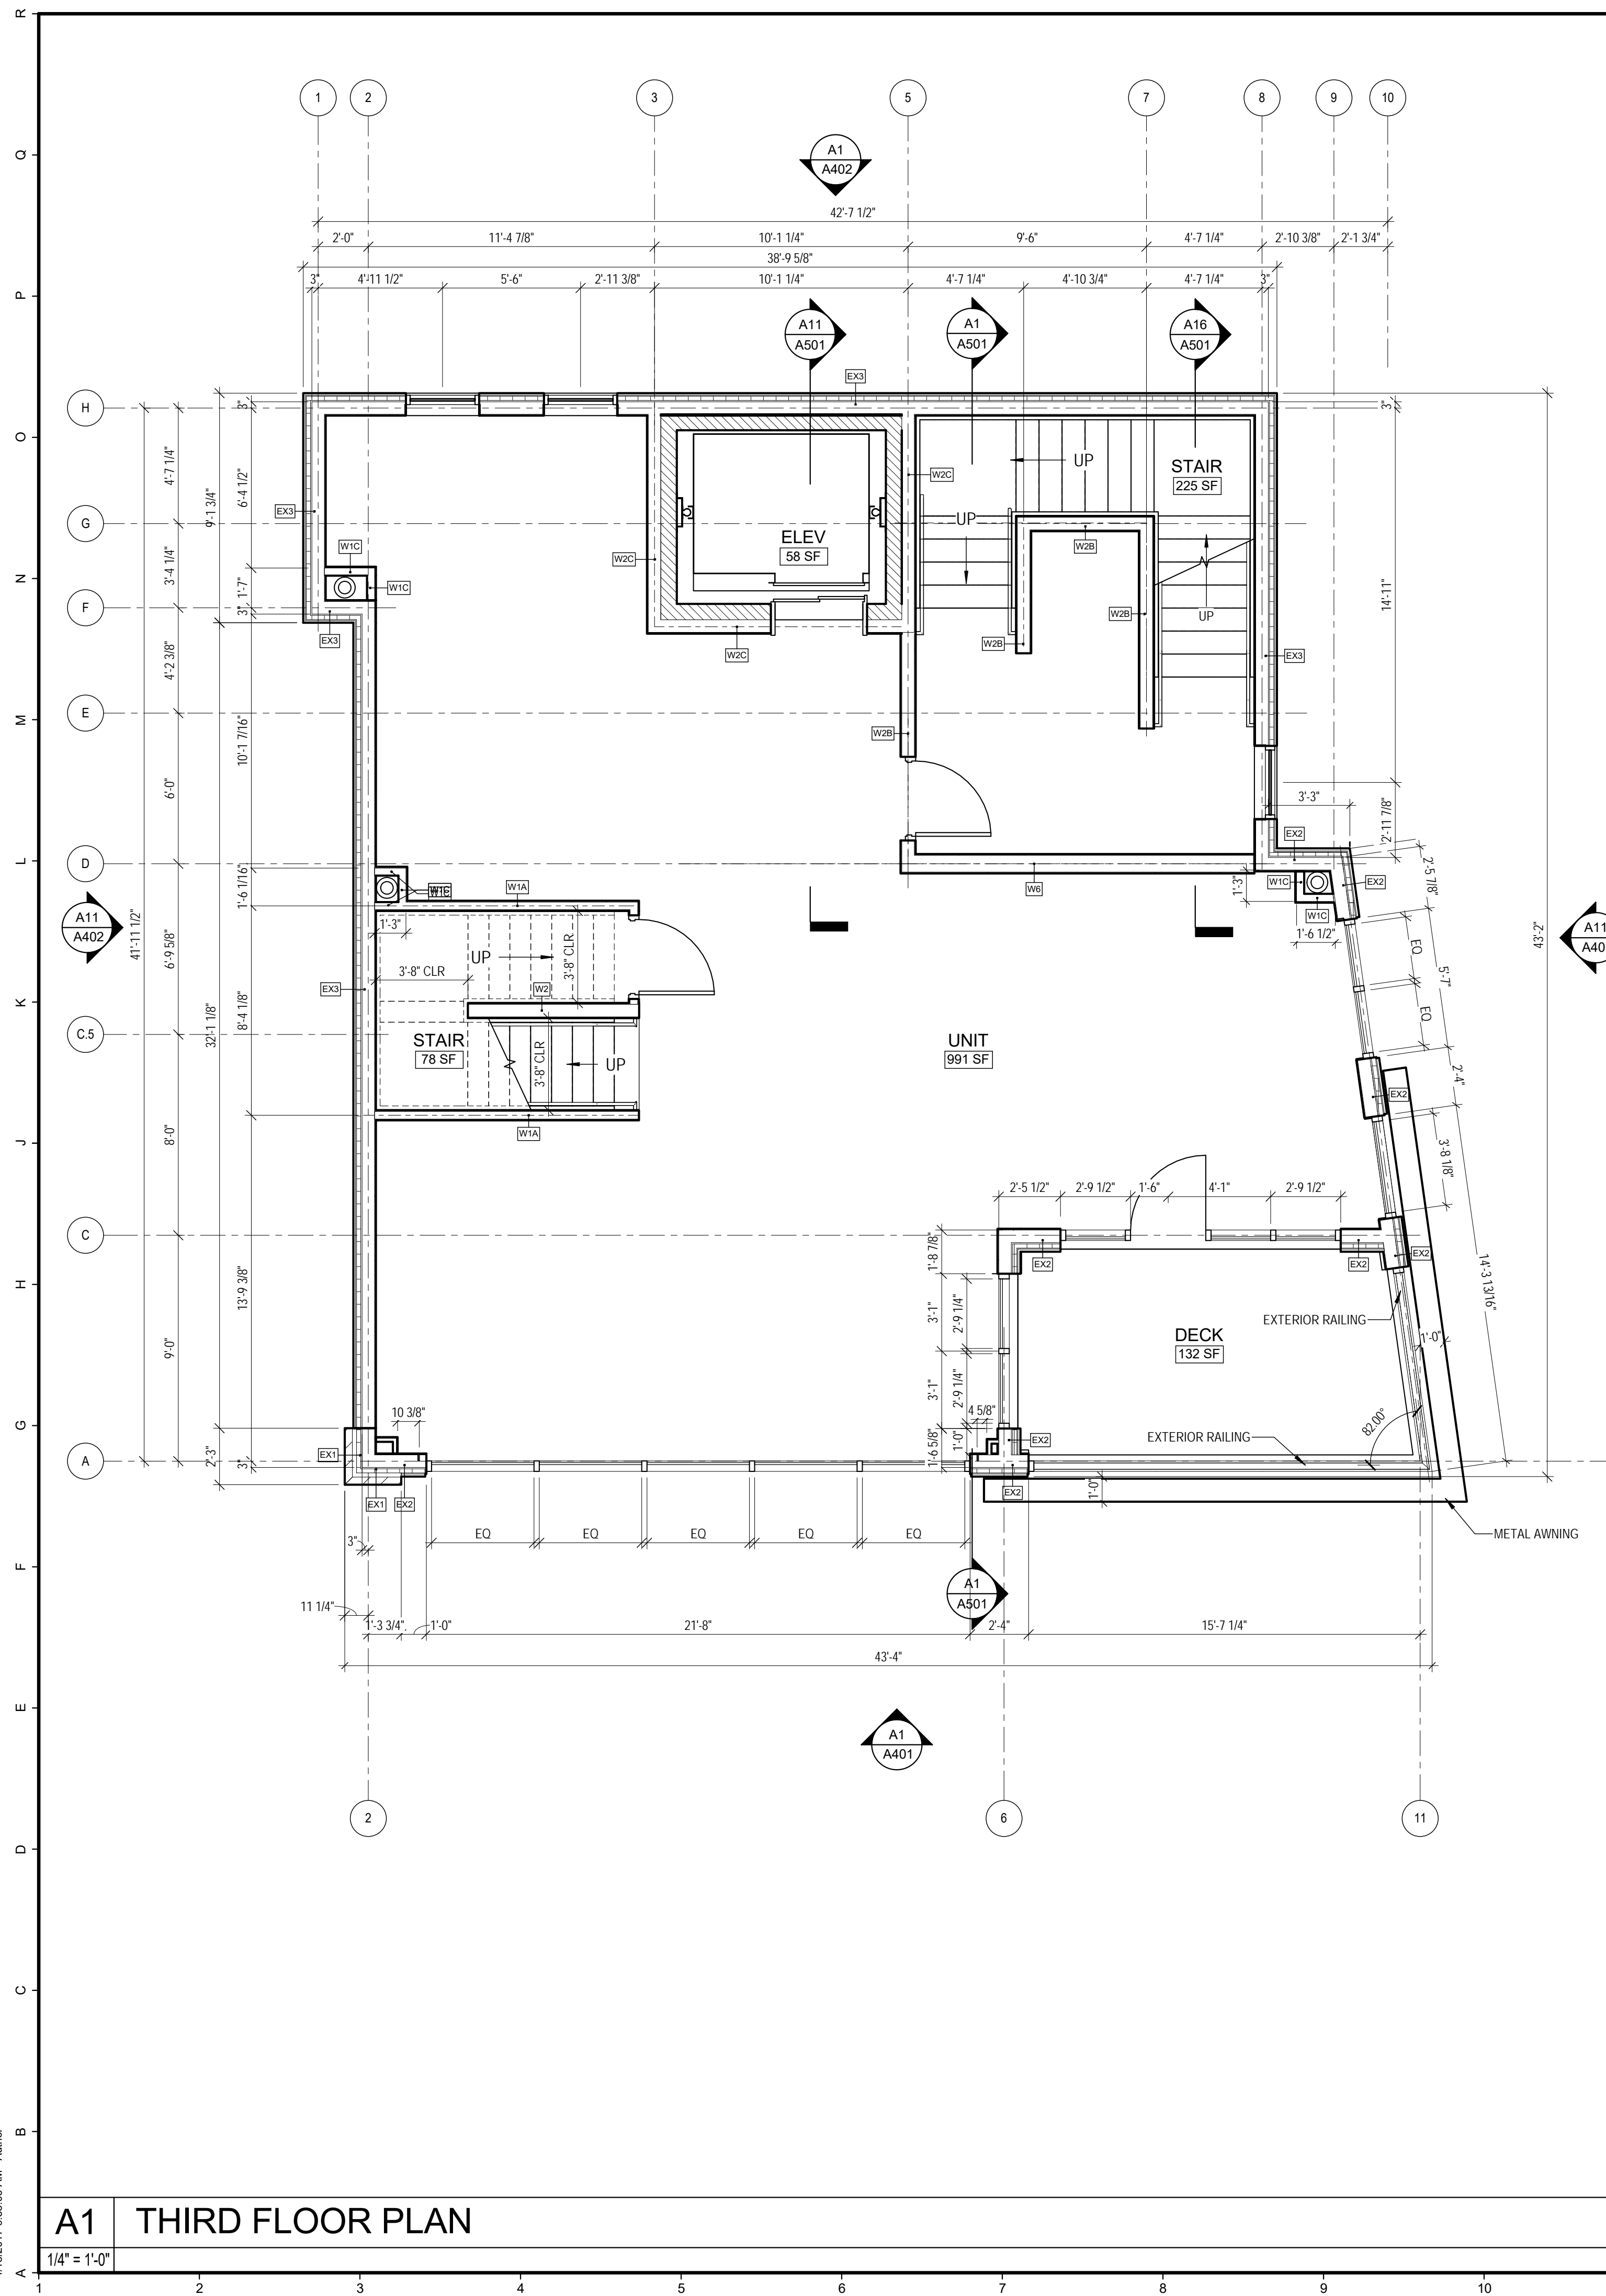 R
Q
P
O
N
M
L
K
J
H
G
F
E
D
C
B
A
1
2
3
5
7
8
9
10
A1
A402
42'-7 1/2"
2'-0"
11'-4 7/8"
10'-1 1/4"
9'-6"
4'-7 1/4"
2'-10 3/8"
2'-1 3/4"
38'-9 5/8"
3"
4'-11 1/2"
5'-6"
2'-11 3/8"
10'-1 1/4"
4'-7 1/4"
4'-10 3/4"
4'-7 1/4"
3"
A11
A501
A1
A501
A16
A501
EX3
H
G
F
E
D
C.5
C
A
41'-11 1/2"
4'-7 1/4"
3'-4 1/4"
4'-2 3/8"
6'-0"
6'-9 5/8"
8'-0"
9'-0"
9'-1 3/4"
32'-1 1/8"
2'-3"
3"
6'-4 1/2"
1'-7"
3"
10'-1 7/16"
1'-6 1/16"
8'-4 1/8"
13'-9 3/8"
3"
A11
A402
EX3
W1C
W1C
EX3
W2C
W2C
W2C
ELEV
58 SF
UP
UP
UP
STAIR
225 SF
W2B
W2B
W2B
W2B
EX3
3"
14'-11"
2'-11 7/8"
3'-3"
43'-2"
EX2
EX2
W1C
W1C
1'-3"
1'-6 1/2"
W6
2'-5 7/8"
EQ
5'-7"
EQ
2'-4"
EX2
3'-8 1/8"
14'-3 13/16"
A11
W1C
W1A
1'-3"
UP
3'-8" CLR
3'-8" CLR
W2
EX3
STAIR
78 SF
3'-8" CLR
UP
W1A
UNIT
991 SF
2'-5 1/2"
2'-9 1/2"
1'-6"
4'-1"
2'-9 1/2"
1'-8 7/8"
3'-1"
2'-9 1/4"
3'-1"
2'-9 1/4"
1'-6 5/8"
1'-0"
EX2
EX2
EX2
DECK
132 SF
EXTERIOR RAILING
1'-0"
EXTERIOR RAILING
82.00°
4 5/8"
EX2
EX2
1'-0"
METAL AWNING
10 3/8"
EX1
EX1
EX2
3"
EQ
EQ
EQ
EQ
EQ
A1
A501
11 1/4"
1'-3 3/4"
1'-0"
21'-8"
2'-4"
15'-7 1/4"
43'-4"
A1
A401
2
6
11
A1
THIRD FLOOR PLAN
1/4" = 1'-0"
1
2
3
4
5
6
7
8
9
10